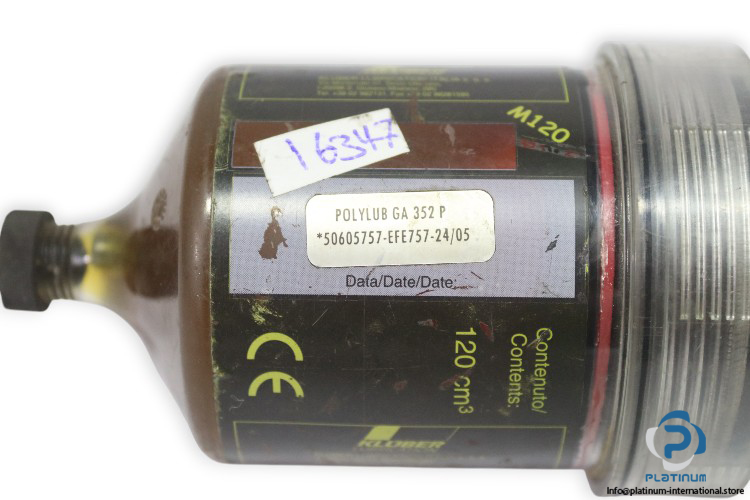 M120
16347
POLYLUB GA 352 P
*50605757-EFE757-24/05
Data/Date/Date:
CE
Contenuto/
Contents:
120 cm³
KLÜBER
PLATINUM
Info@platinum-international.store